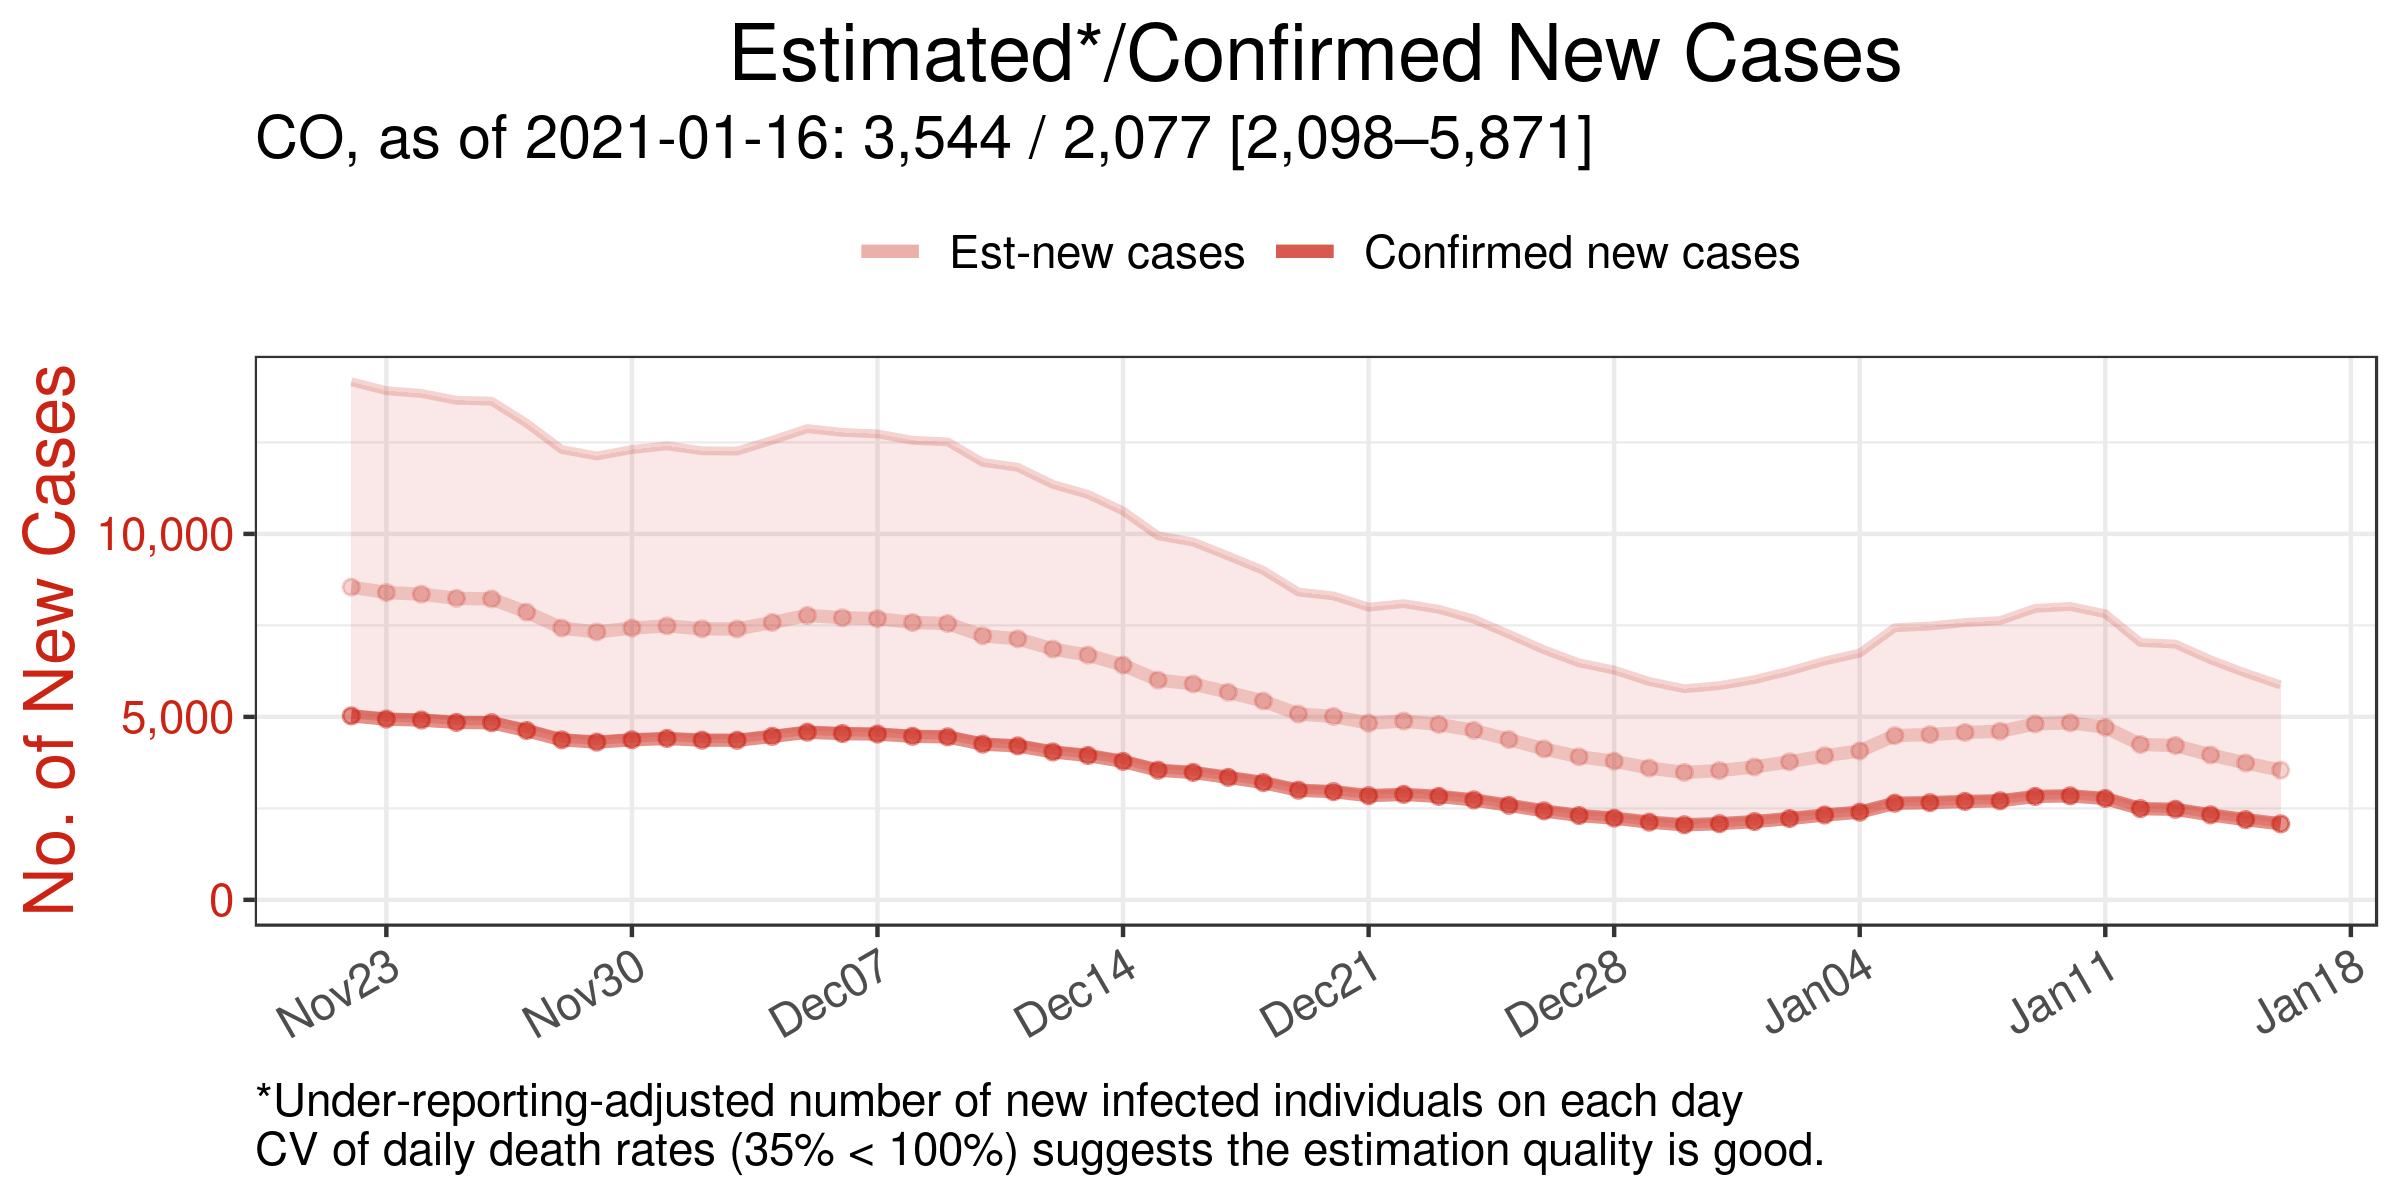 Estimated*/Confirmed New Cases
CO, as of 2021-01-16: 3,544 / 2,077 [2,098–5,871]
Est-new cases Confirmed new cases
No. of New Cases
10,000
5,000
0
Nov23 Nov30 Dec07 Dec14 Dec21 Dec28 Jan04 Jan11 Jan18
*Under-reporting-adjusted number of new infected individuals on each day
CV of daily death rates (35% < 100%) suggests the estimation quality is good.